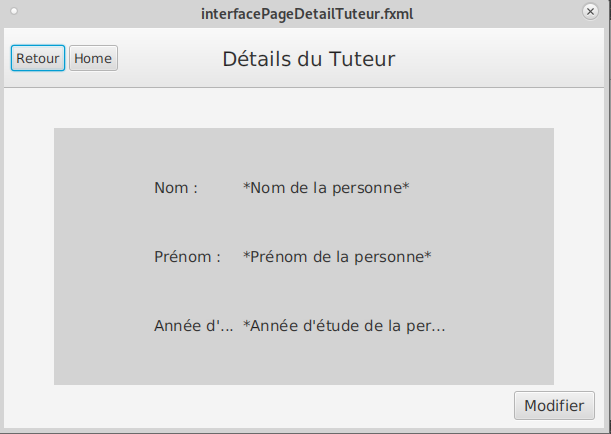 interfacePageDetailTuteur.fxml
Retour Home Détails du Tuteur
Nom : *Nom de la personne*
Prénom : *Prénom de la personne*
Année d'... *Année d'étude de la per...
Modifier